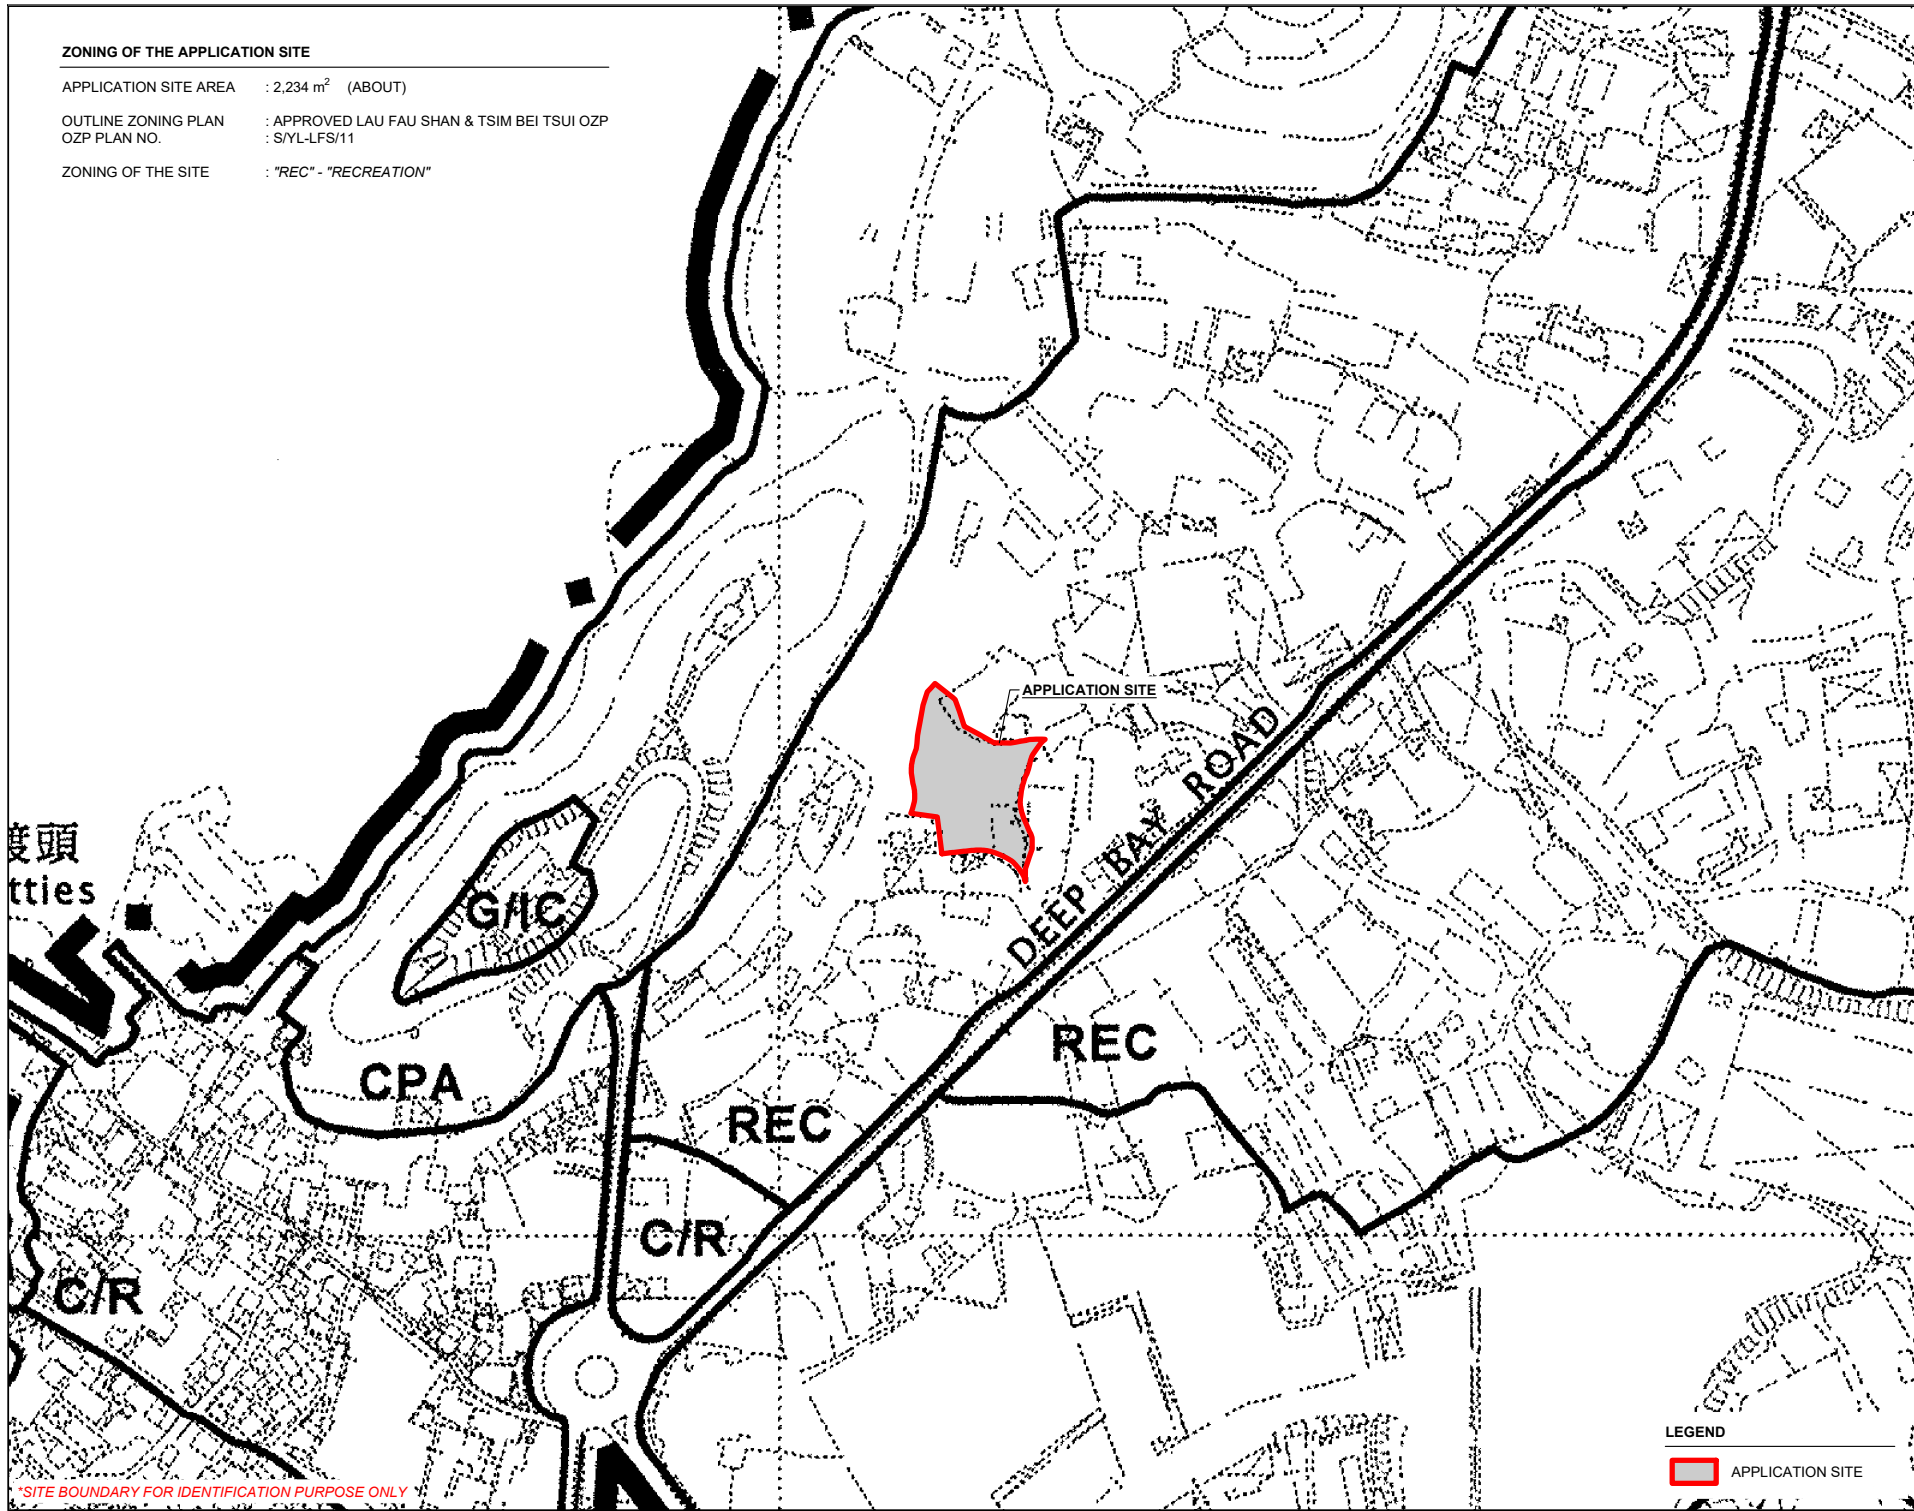 ZONING OF THE APPLICATION SITE
APPLICATION SITE AREA : 2,234 m² (ABOUT)
OUTLINE ZONING PLAN : APPROVED LAU FAU SHAN & TSIM BEI TSUI OZP
OZP PLAN NO. : S/YL-LFS/11
ZONING OF THE SITE : "REC" - "RECREATION"
APPLICATION SITE
DEEP BAY ROAD
頭
tties
G/IC
CPA
REC
REC
C/R
C/R
LEGEND
APPLICATION SITE
*SITE BOUNDARY FOR IDENTIFICATION PURPOSE ONLY